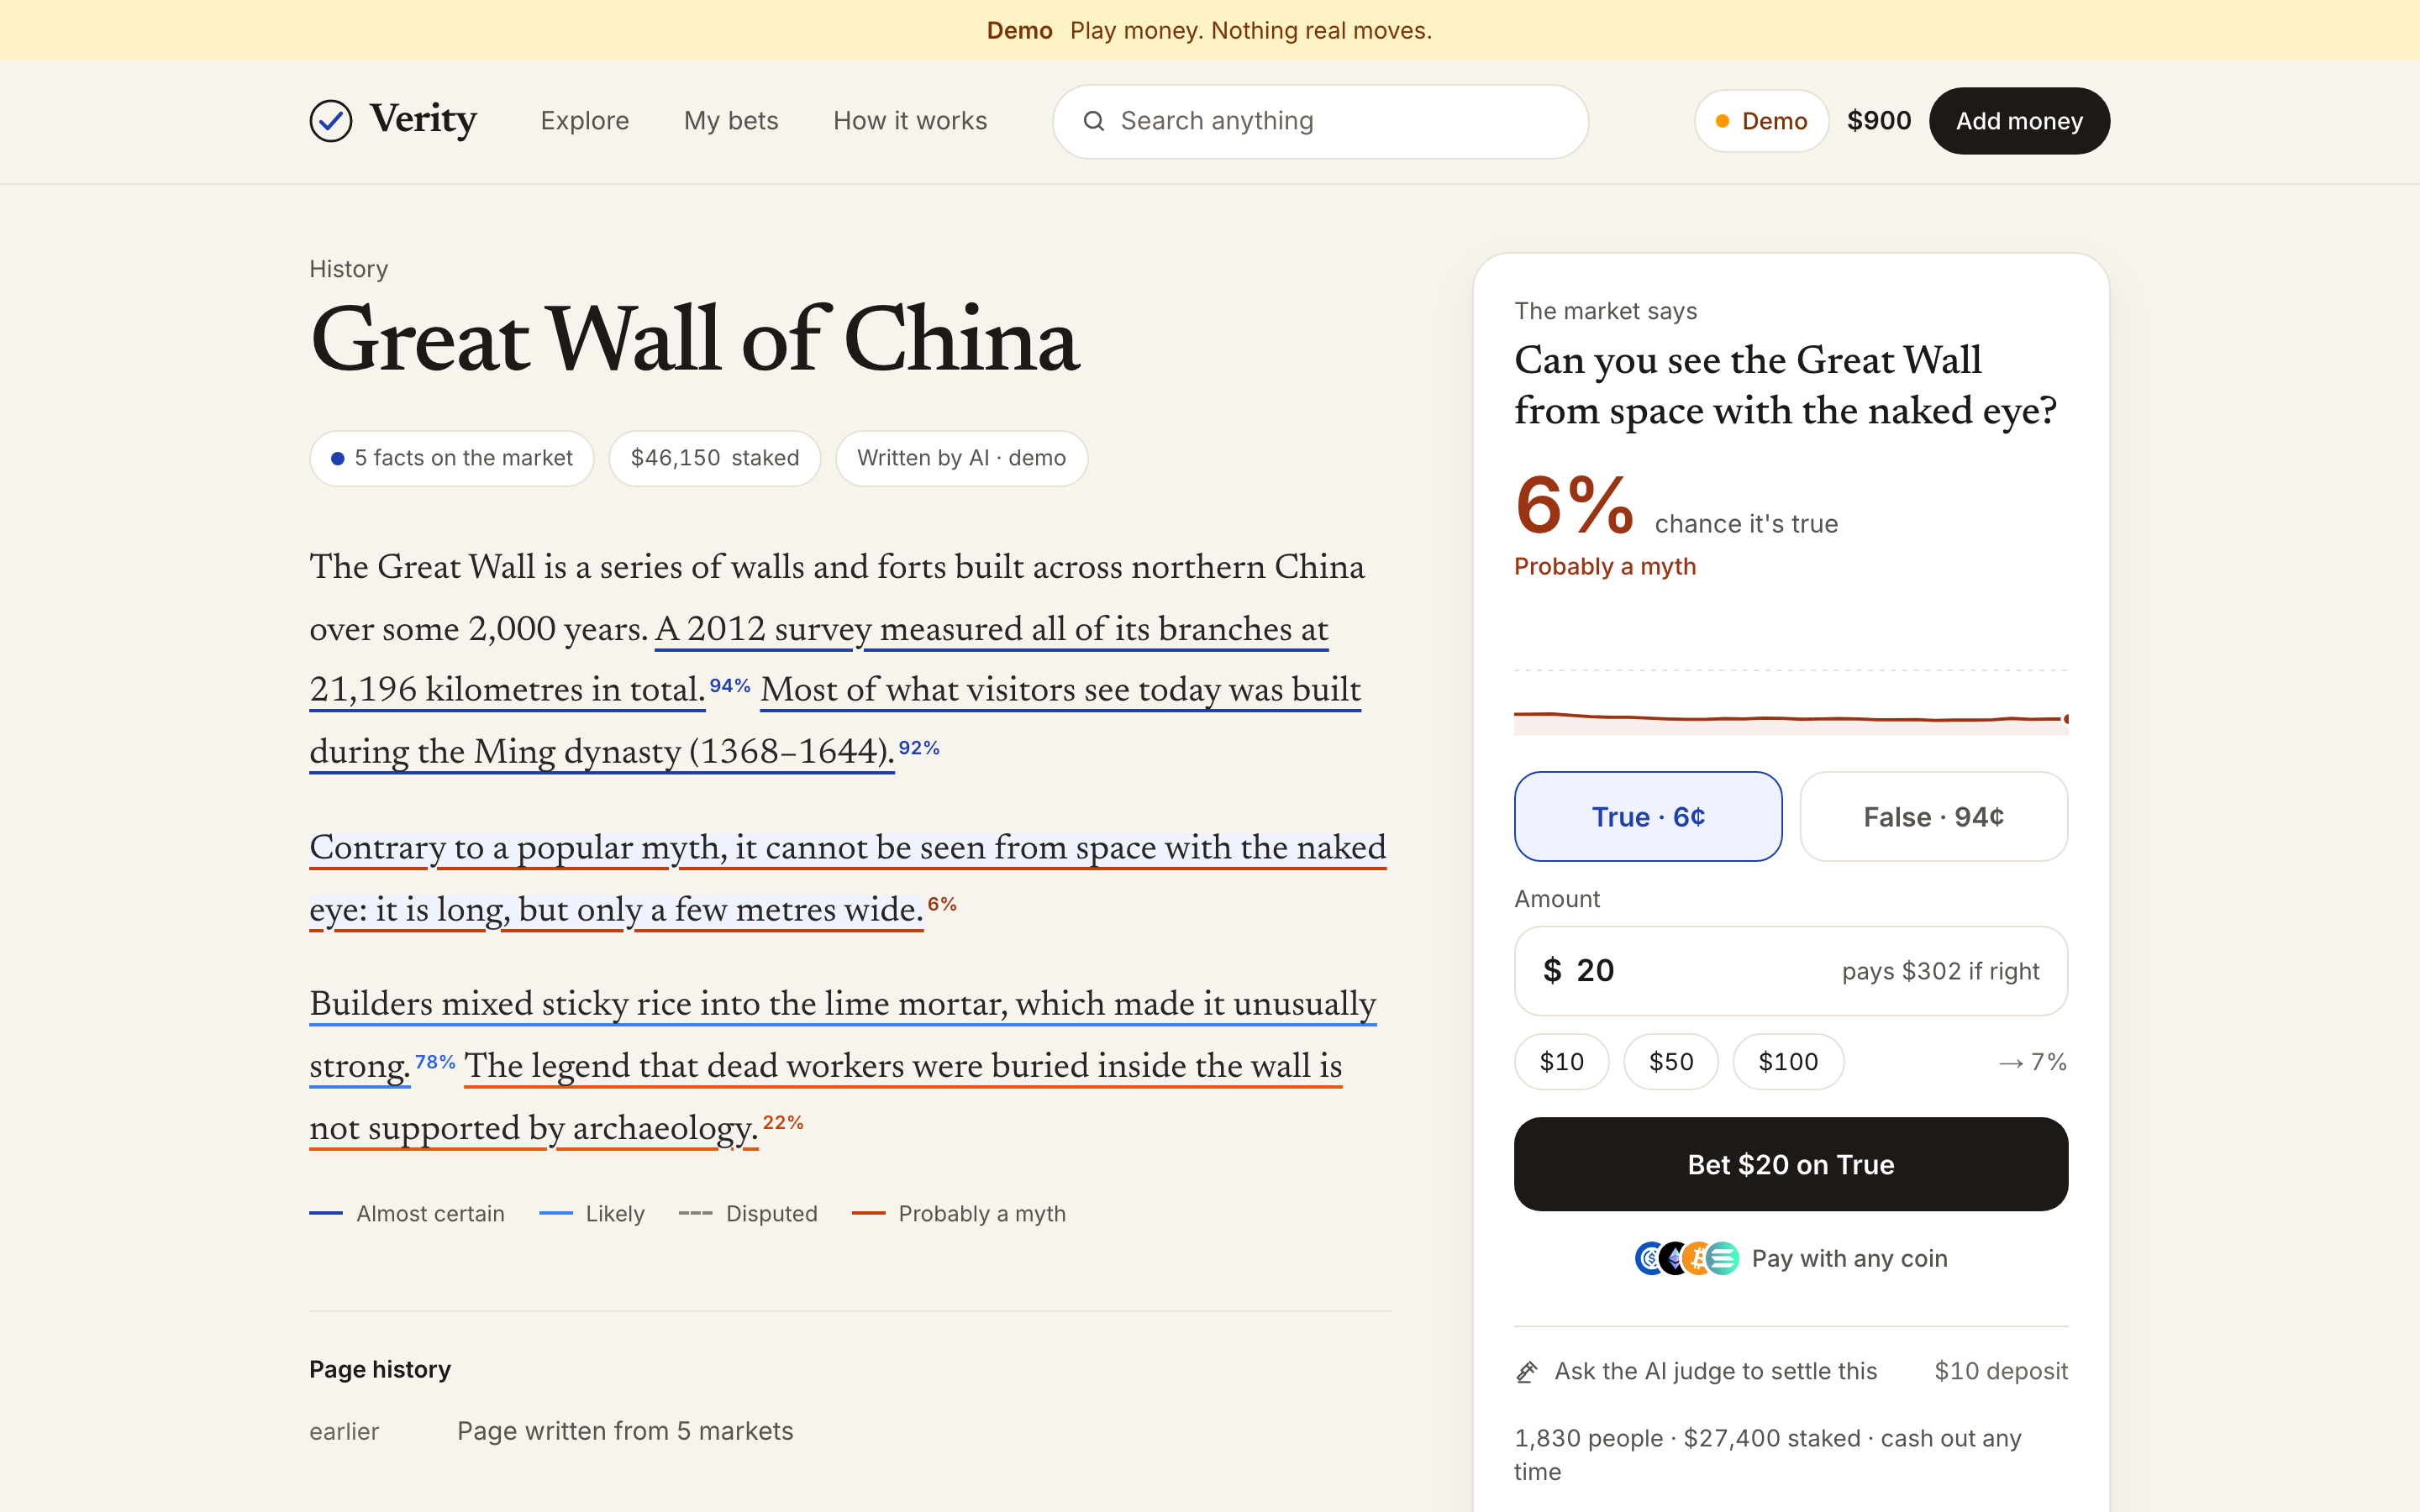 Demo Play money. Nothing real moves.
Verity
Explore
My bets
How it works
Search anything
Demo
$900
Add money
History
Great Wall of China
5 facts on the market
$46,150 staked
Written by AI · demo
The Great Wall is a series of walls and forts built across northern China
over some 2,000 years. A 2012 survey measured all of its branches at
21,196 kilometres in total. 94% Most of what visitors see today was built
during the Ming dynasty (1368–1644). 92%
Contrary to a popular myth, it cannot be seen from space with the naked
eye: it is long, but only a few metres wide. 6%
Builders mixed sticky rice into the lime mortar, which made it unusually
strong. 78% The legend that dead workers were buried inside the wall is
not supported by archaeology. 22%
Almost certain
Likely
Disputed
Probably a myth
Page history
earlier
Page written from 5 markets
The market says
Can you see the Great Wall
from space with the naked eye?
6% chance it's true
Probably a myth
True · 6¢
False · 94¢
Amount
$ 20
pays $302 if right
$10
$50
$100
→ 7%
Bet $20 on True
Pay with any coin
Ask the AI judge to settle this
$10 deposit
1,830 people · $27,400 staked · cash out any
time